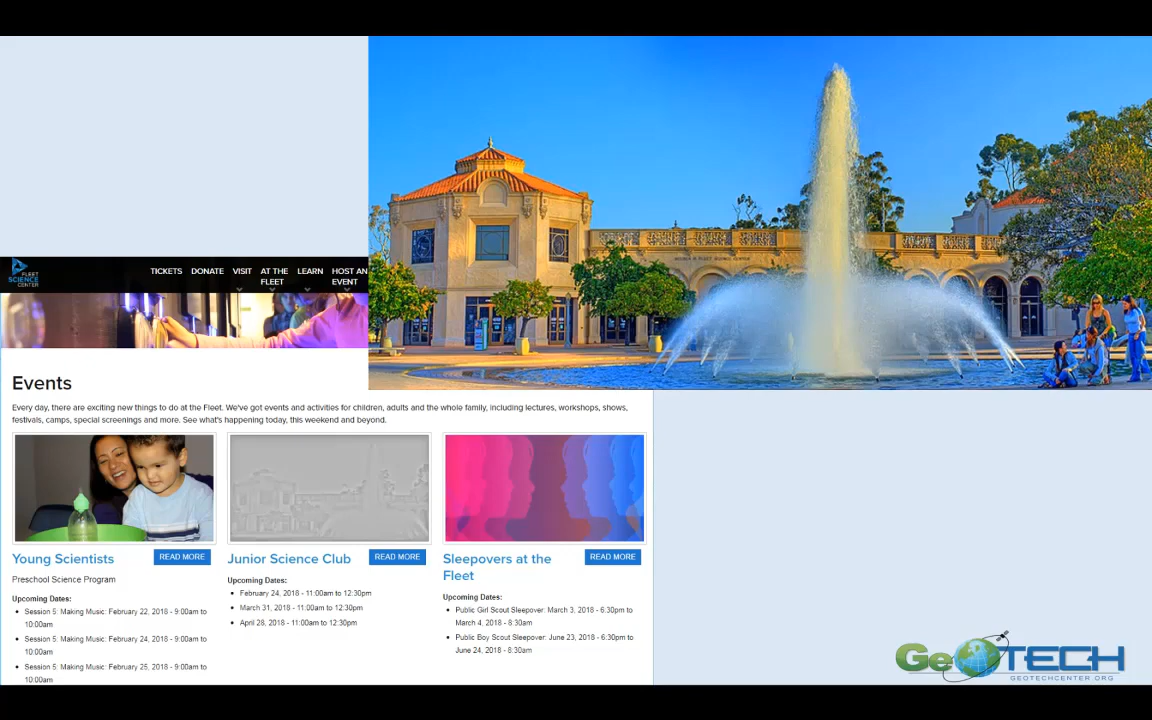 FLEET
SCIENCE
CENTER
TICKETS
DONATE
VISIT
AT THE
FLEET
LEARN
HOST AN
EVENT
Events
Every day, there are exciting new things to do at the Fleet. We've got events and activities for children, adults and the whole family, including lectures, workshops, shows,
festivals, camps, special screenings and more. See what's happening today, this weekend and beyond.
Young Scientists
READ MORE
Preschool Science Program
Upcoming Dates:
• Session 5: Making Music: February 22, 2018 - 9:00am to
10:00am
• Session 5: Making Music: February 24, 2018 - 9:00am to
10:00am
• Session 5: Making Music: February 25, 2018 - 9:00am to
10:00am
Junior Science Club
READ MORE
Upcoming Dates:
• February 24, 2018 - 11:00am to 12:30pm
• March 31, 2018 - 11:00am to 12:30pm
• April 28, 2018 - 11:00am to 12:30pm
Sleepovers at the
Fleet
READ MORE
Upcoming Dates:
• Public Girl Scout Sleepover: March 3, 2018 - 6:30pm to
March 4, 2018 - 8:30am
• Public Boy Scout Sleepover: June 23, 2018 - 6:30pm to
June 24, 2018 - 8:30am
GeoTECH
GEOTECHCENTER.ORG